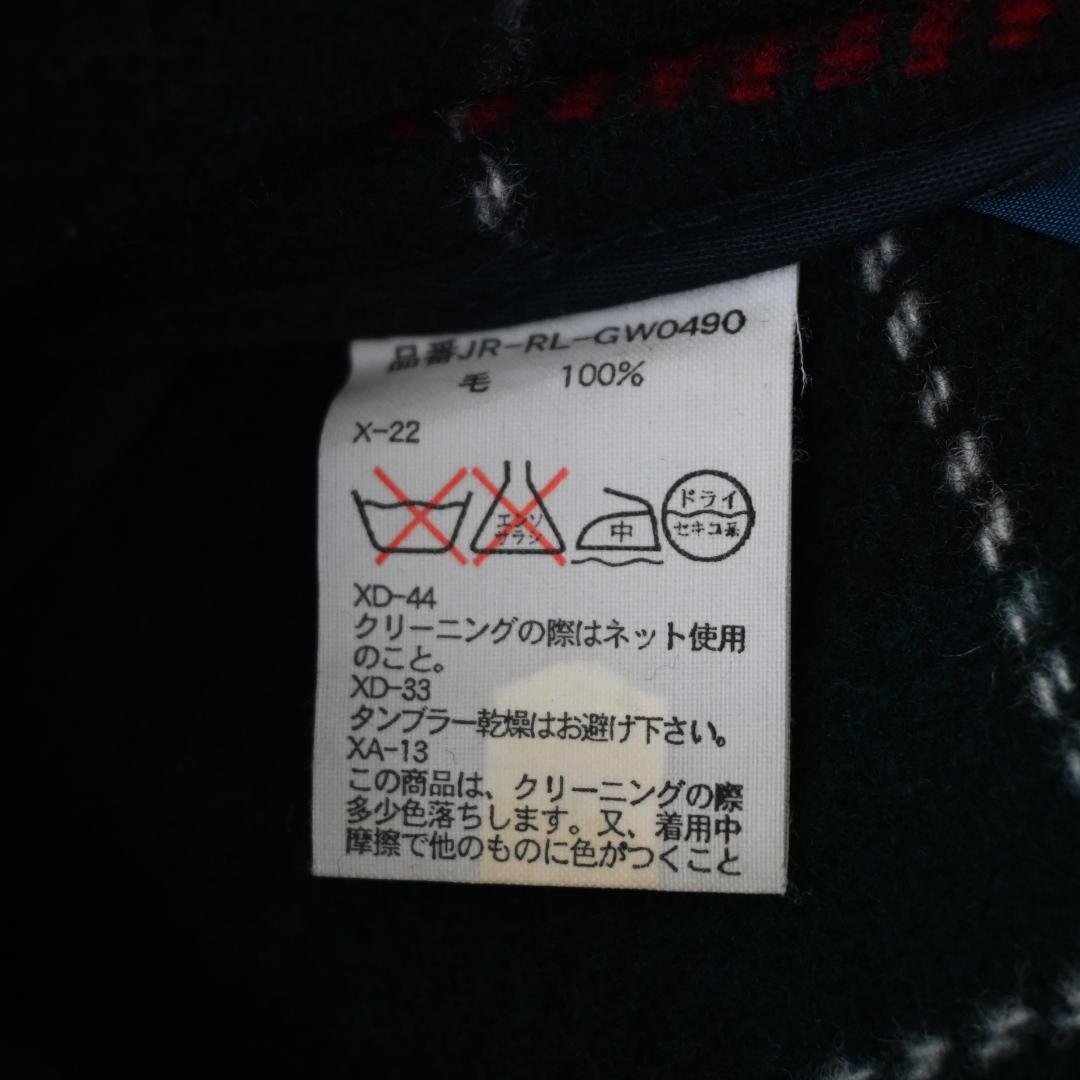 品番JR-RL-GW0490
毛 100%
X-22
エンソ
サラシ
中
ドライ
セキユ系
XD-44
クリーニングの際はネット使用
のこと。
XD-33
タンブラー乾燥はお避け下さい。
XA-13
この商品は、クリーニングの際
多少色落ちします。又、着用中
摩擦で他のものに色がつくこと